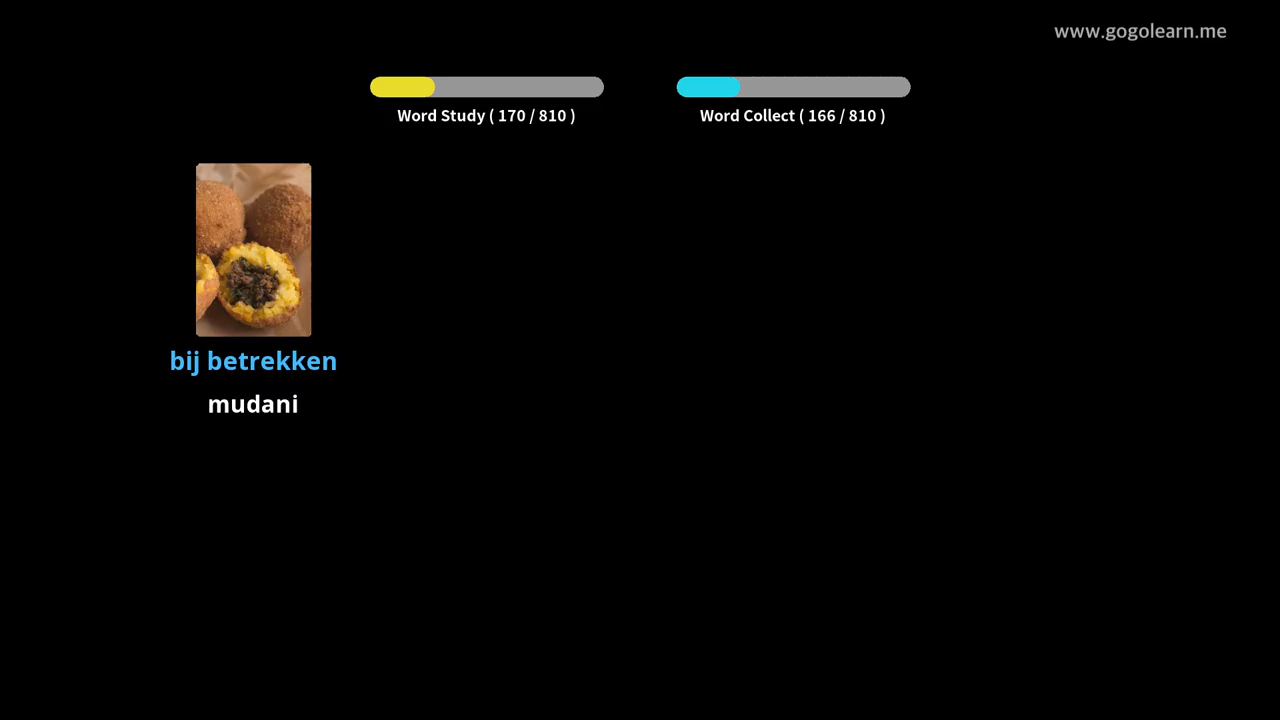 www.gogolearn.me
Word Study ( 170 / 810 )
Word Collect ( 166 / 810 )
bij betrekken
mudani